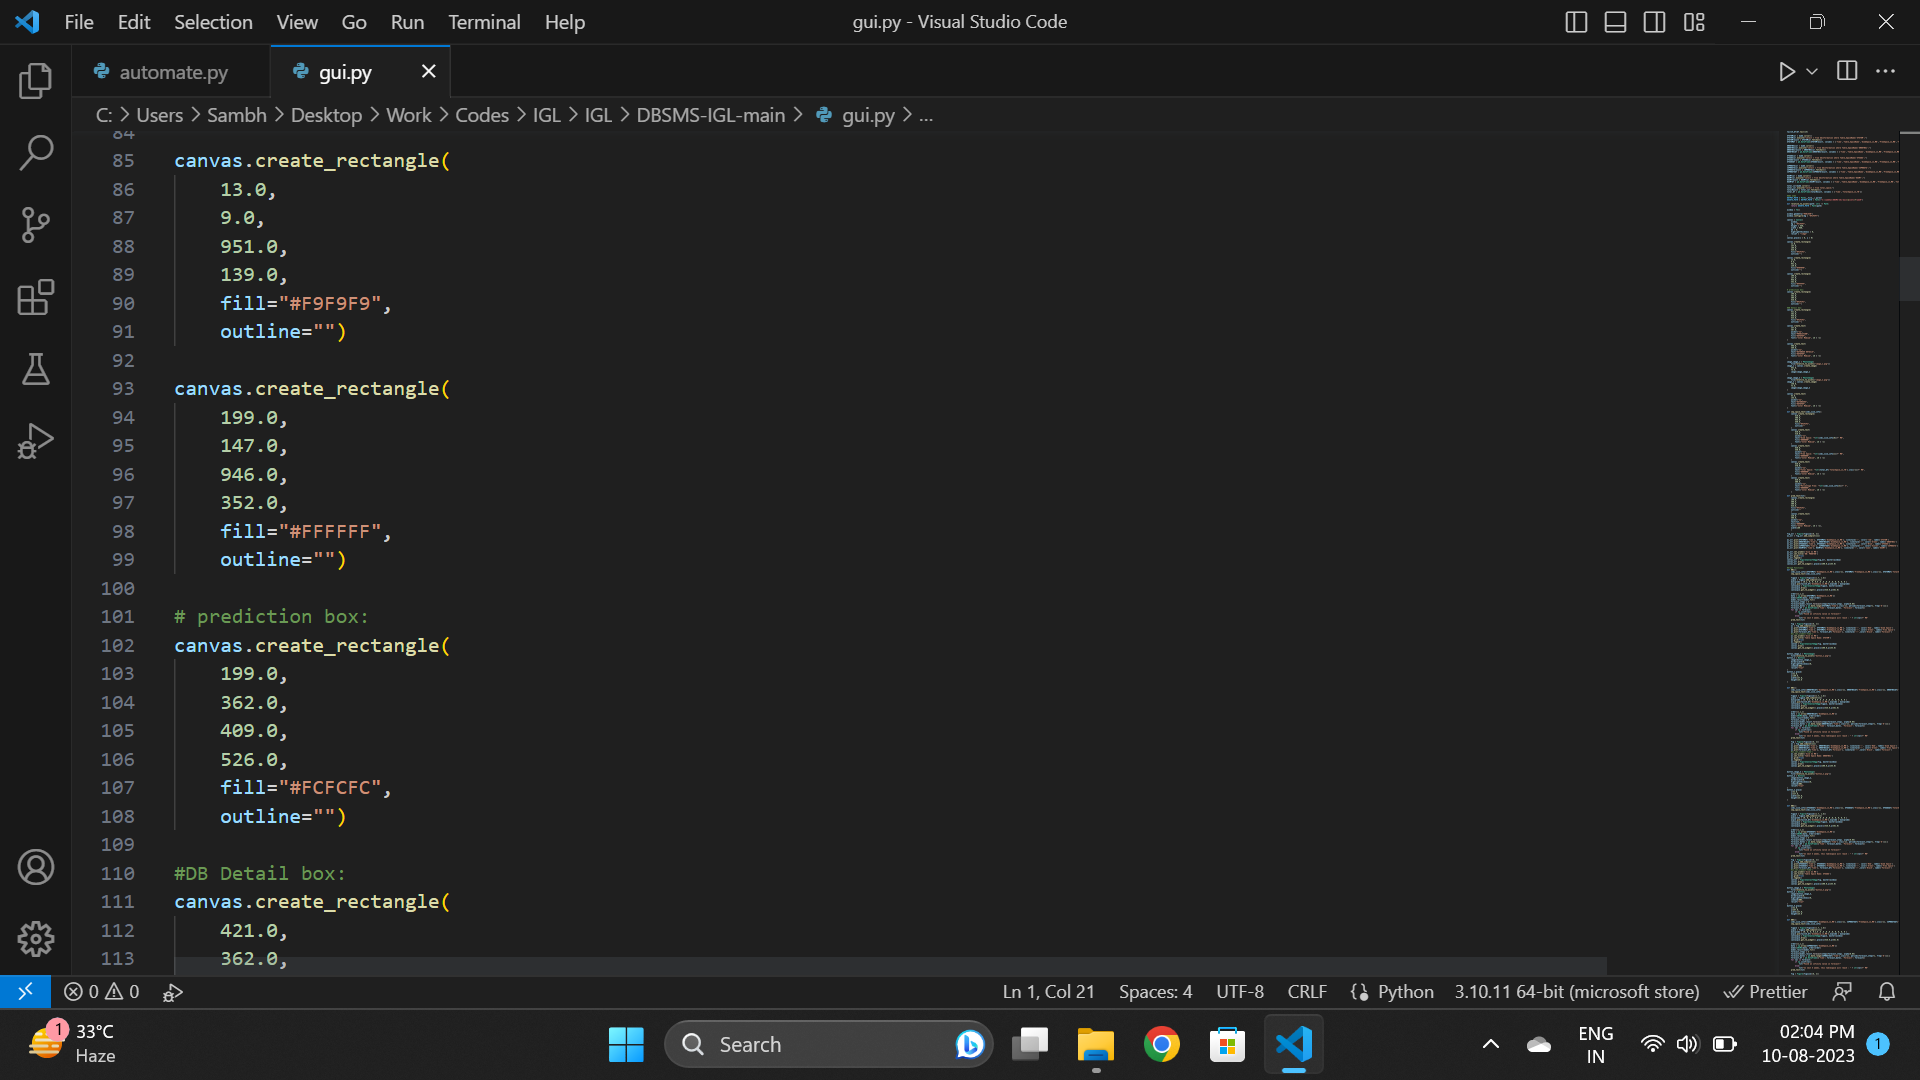 File Edit Selection View Go Run Terminal Help
gui.py - Visual Studio Code
automate.py
gui.py
C: > Users > Sambh > Desktop > Work > Codes > IGL > IGL > DBSMS-IGL-main > gui.py > ...
84
85 canvas.create_rectangle(
86 13.0,
87 9.0,
88 951.0,
89 139.0,
90 fill="#F9F9F9",
91 outline="")
92
93 canvas.create_rectangle(
94 199.0,
95 147.0,
96 946.0,
97 352.0,
98 fill="#FFFFFF",
99 outline="")
100
101 # prediction box:
102 canvas.create_rectangle(
103 199.0,
104 362.0,
105 409.0,
106 526.0,
107 fill="#FCFCFC",
108 outline="")
109
110 #DB Detail box:
111 canvas.create_rectangle(
112 421.0,
113 362.0,
0 0
Ln 1, Col 21 Spaces: 4 UTF-8 CRLF Python 3.10.11 64-bit (microsoft store) Prettier
1
33°C
Haze
Search
ENG
IN
02:04 PM
10-08-2023
1